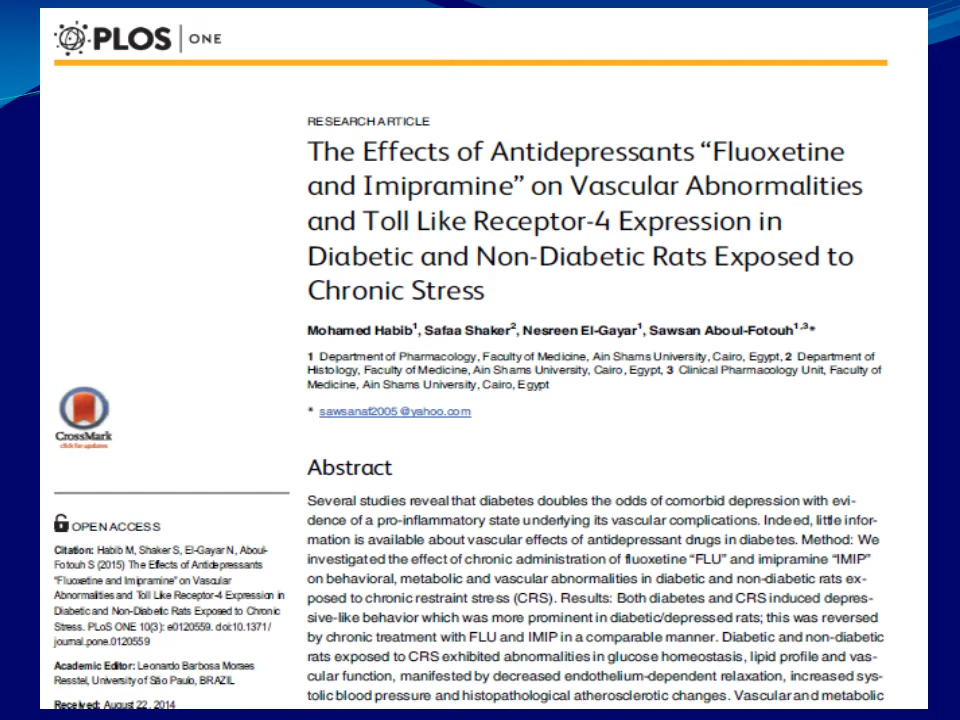 PLOS ONE
RESEARCH ARTICLE
The Effects of Antidepressants “Fluoxetine
and Imipramine” on Vascular Abnormalities
and Toll Like Receptor-4 Expression in
Diabetic and Non-Diabetic Rats Exposed to
Chronic Stress
Mohamed Habib1, Safaa Shaker2, Nesreen El-Gayar1, Sawsan Aboul-Fotouh1,3*
1 Department of Pharmacology, Faculty of Medicine, Ain Shams University, Cairo, Egypt, 2 Department of
Histology, Faculty of Medicine, Ain Shams University, Cairo, Egypt, 3 Clinical Pharmacology Unit, Faculty of
Medicine, Ain Shams University, Cairo, Egypt
* sawsanaf2005@yahoo.com
CrossMark
click for updates
Abstract
Several studies reveal that diabetes doubles the odds of comorbid depression with evi-
dence of a pro-inflammatory state underlying its vascular complications. Indeed, little infor-
mation is available about vascular effects of antidepressant drugs in diabetes. Method: We
investigated the effect of chronic administration of fluoxetine “FLU” and imipramine “IMIP”
on behavioral, metabolic and vascular abnormalities in diabetic and non-diabetic rats ex-
posed to chronic restraint stress (CRS). Results: Both diabetes and CRS induced depres-
sive-like behavior which was more prominent in diabetic/depressed rats; this was reversed
by chronic treatment with FLU and IMIP in a comparable manner. Diabetic and non-diabetic
rats exposed to CRS exhibited abnormalities in glucose homeostasis, lipid profile and vas-
cular function, manifested by decreased endothelium-dependent relaxation, increased sys-
tolic blood pressure and histopathological atherosclerotic changes. Vascular and metabolic
OPEN ACCESS
Citation: Habib M, Shaker S, El-Gayar N, Aboul-
Fotouh S (2015) The Effects of Antidepressants
“Fluoxetine and Imipramine” on Vascular
Abnormalities and Toll Like Receptor-4 Expression in
Diabetic and Non-Diabetic Rats Exposed to Chronic
Stress. PLoS ONE 10(3): e0120559. doi:10.1371/
journal.pone.0120559
Academic Editor: Leonardo Barbosa Moraes
Resstel, University of São Paulo, BRAZIL
Received: August 22, 2014